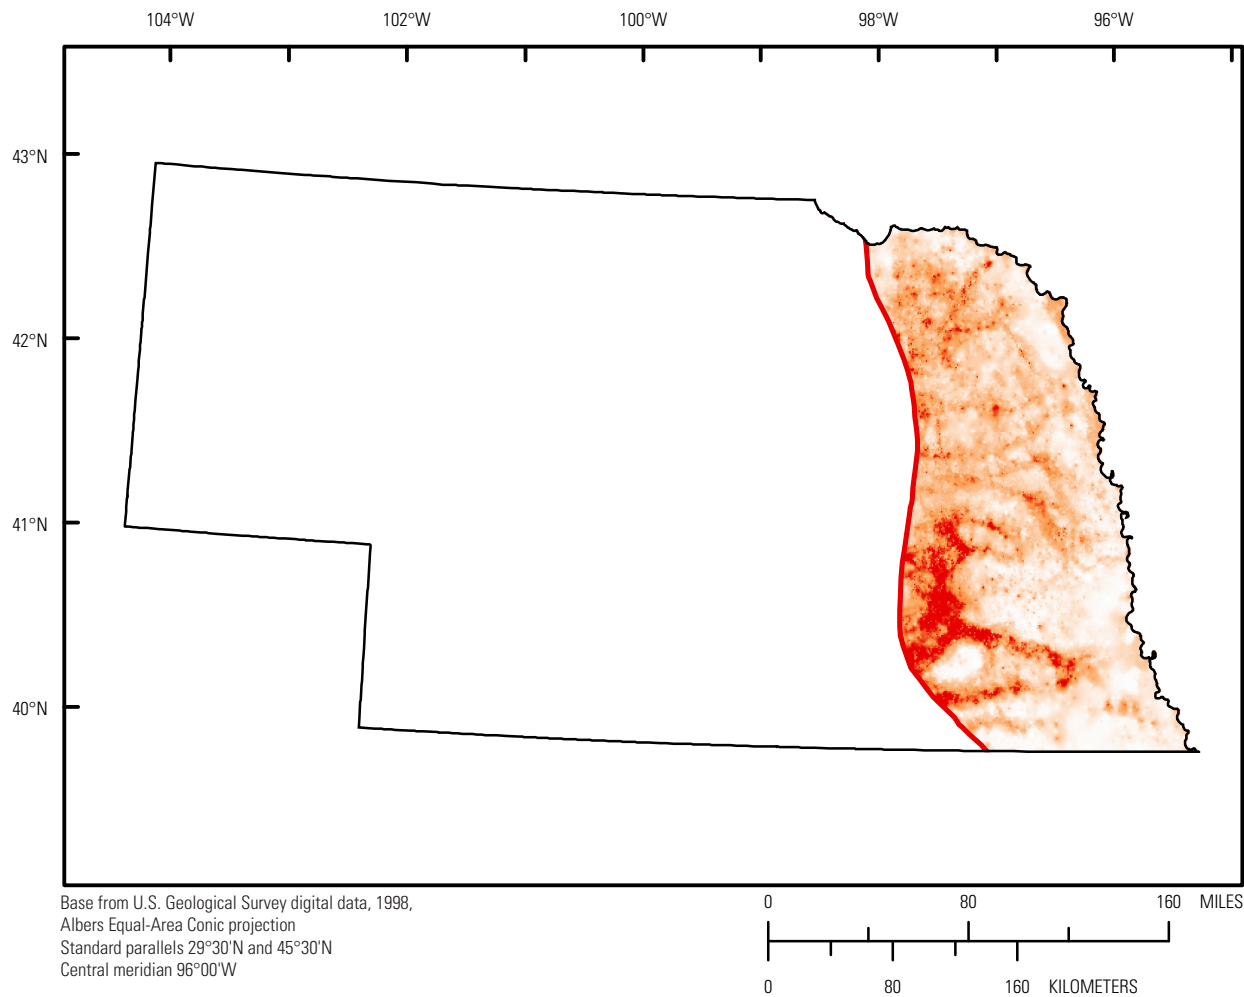 104°W 102°W 100°W 98°W 96°W
43°N
42°N
41°N
40°N
Base from U.S. Geological Survey digital data, 1998,
Albers Equal-Area Conic projection
Standard parallels 29°30'N and 45°30'N
Central meridian 96°00'W
0 80 160 MILES
0 80 160 KILOMETERS